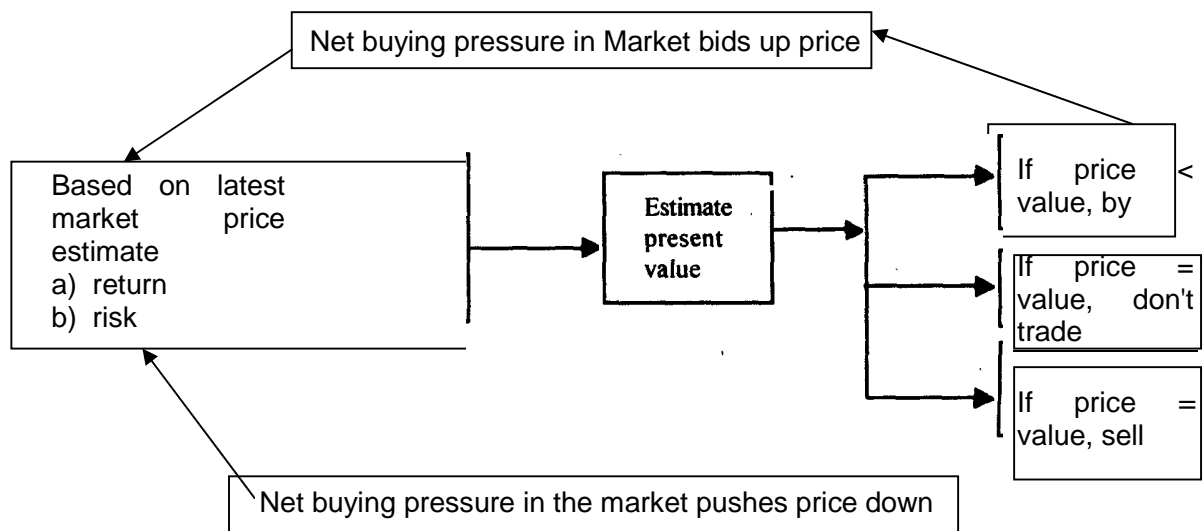 Net buying pressure in Market bids up price
Based on latest
market price
estimate
a) return
b) risk
Estimate
present
value
If price <
value, by
If price =
value, don't
trade
If price =
value, sell
Net buying pressure in the market pushes price down